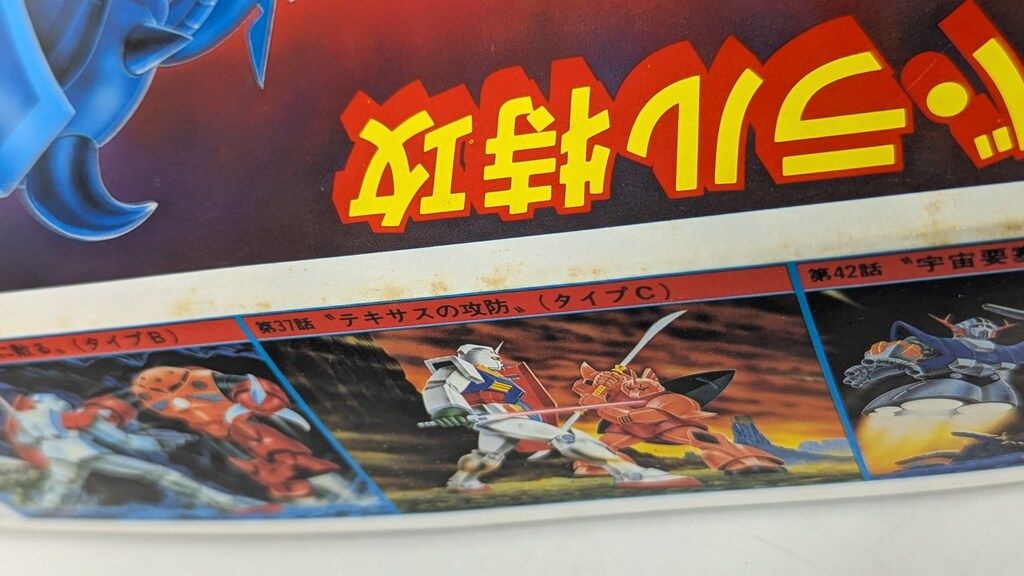 ラル特攻
に散る〟(タイプB)
第37話 〝テキサスの攻防〟(タイプC)
第42話 〝宇宙要塞